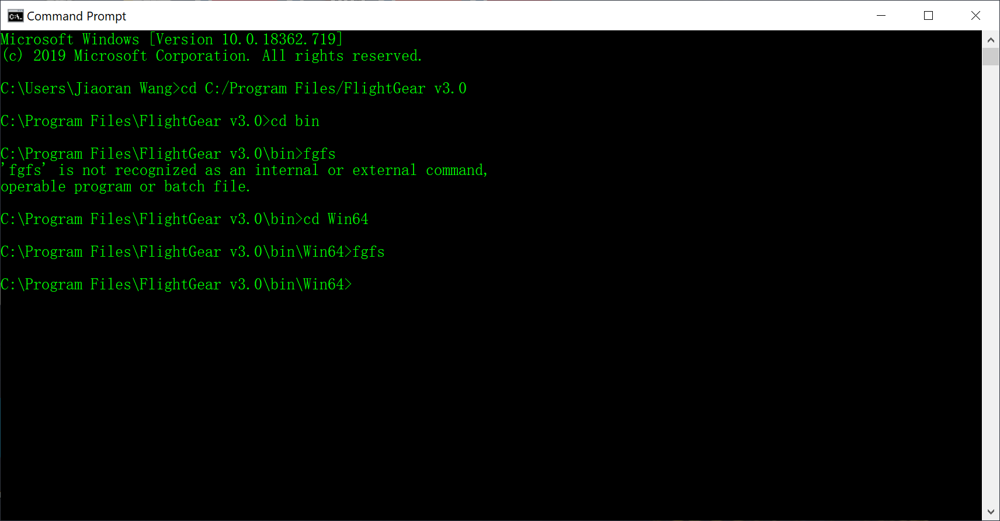 Command Prompt
Microsoft Windows [Version 10.0.18362.719]
(c) 2019 Microsoft Corporation. All rights reserved.
C:\Users\Jiaoran Wang>cd C:/Program Files/FlightGear v3.0
C:\Program Files\FlightGear v3.0>cd bin
C:\Program Files\FlightGear v3.0\bin>fgfs
'fgfs' is not recognized as an internal or external command,
operable program or batch file.
C:\Program Files\FlightGear v3.0\bin>cd Win64
C:\Program Files\FlightGear v3.0\bin\Win64>fgfs
C:\Program Files\FlightGear v3.0\bin\Win64>